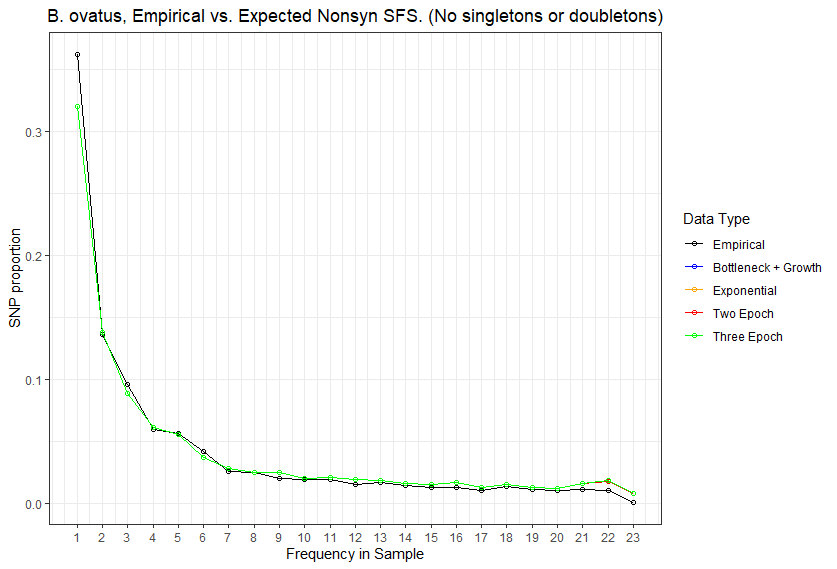 B. ovatus, Empirical vs. Expected Nonsyn SFS. (No singletons or doubletons)
SNP proportion
0.3
0.2
0.1
0.0
1 2 3 4 5 6 7 8 9 10 11 12 13 14 15 16 17 18 19 20 21 22 23
Frequency in Sample
Data Type
Empirical
Bottleneck + Growth
Exponential
Two Epoch
Three Epoch